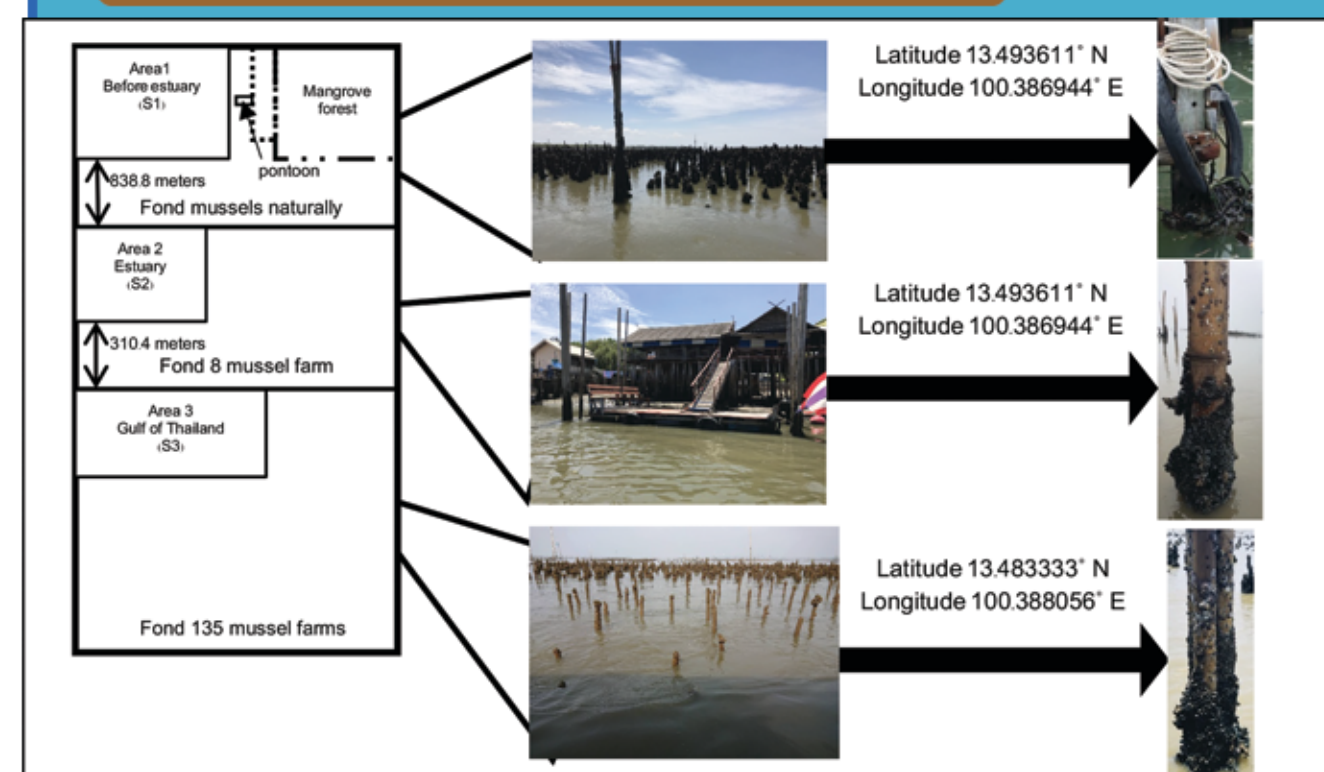 Area1
Before estuary
(S1)
Mangrove
forest
pontoon
838.8 meters
Fond mussels naturally
Area 2
Estuary
(S2)
310.4 meters
Fond 8 mussel farm
Area 3
Gulf of Thailand
(S3)
Fond 135 mussel farms
Latitude 13.493611° N
Longitude 100.386944° E
Latitude 13.493611° N
Longitude 100.386944° E
Latitude 13.483333° N
Longitude 100.388056° E